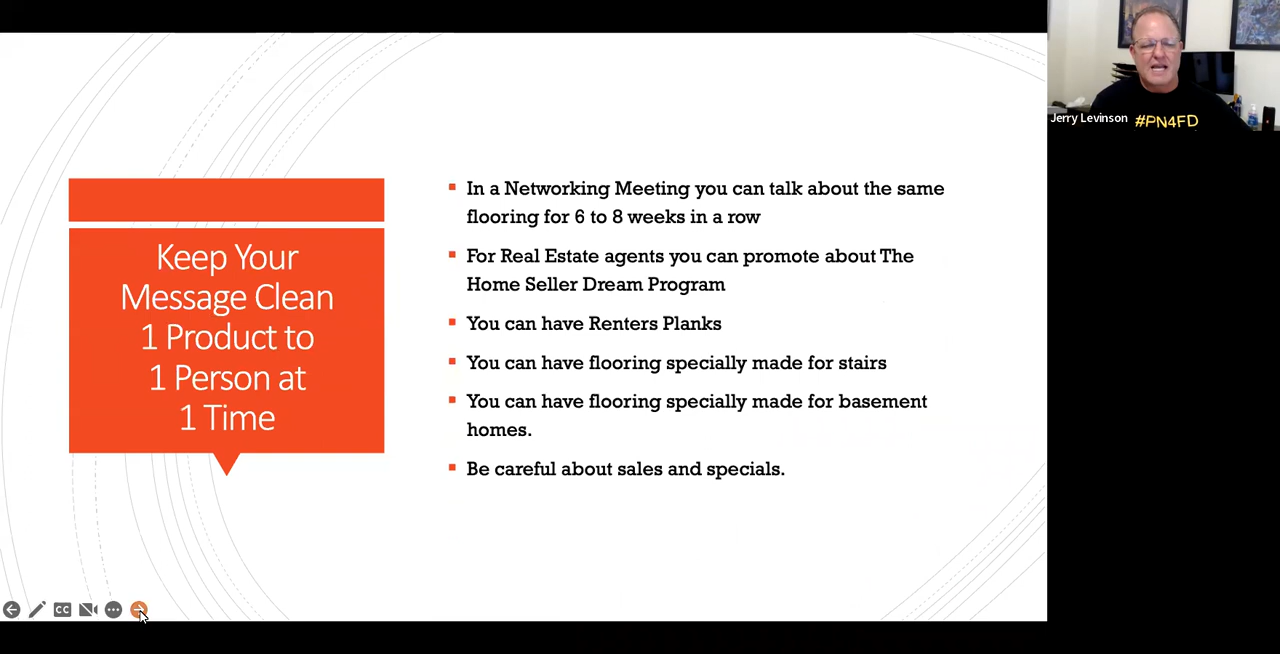 Keep Your
Message Clean
1 Product to
1 Person at
1 Time
In a Networking Meeting you can talk about the same
flooring for 6 to 8 weeks in a row
For Real Estate agents you can promote about The
Home Seller Dream Program
You can have Renters Planks
You can have flooring specially made for stairs
You can have flooring specially made for basement
homes.
Be careful about sales and specials.
Jerry Levinson
#PN4FD
CC